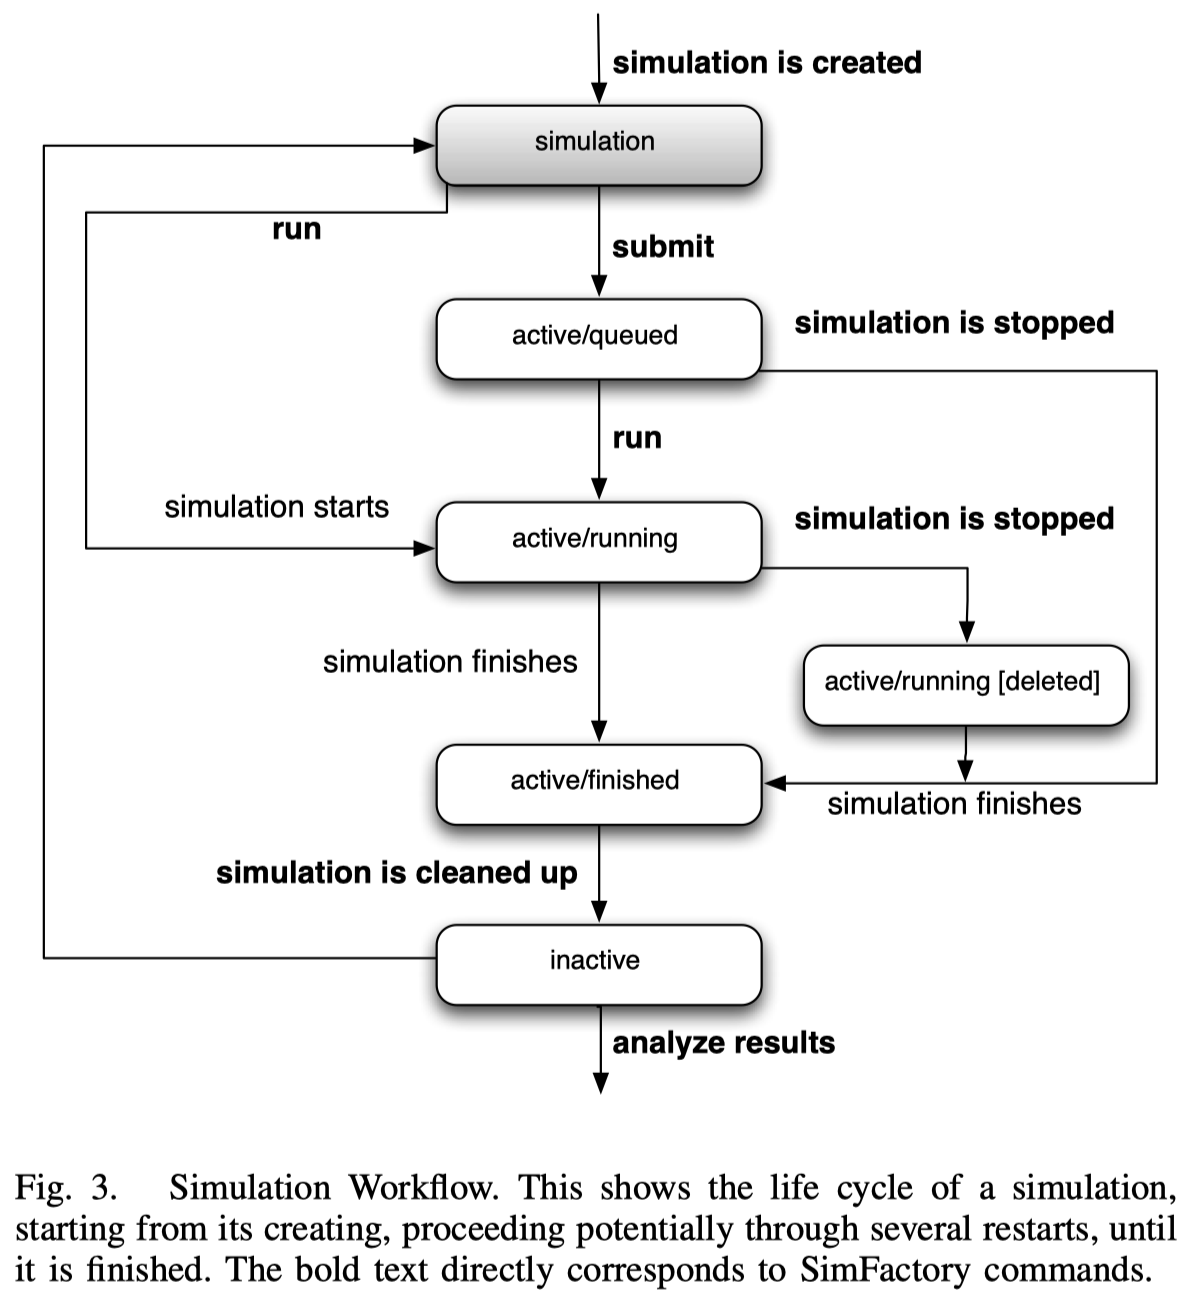 simulation is created
simulation
run
submit
active/queued
simulation is stopped
run
simulation starts
active/running
simulation is stopped
simulation finishes
active/running [deleted]
active/finished
simulation finishes
simulation is cleaned up
inactive
analyze results
Fig. 3. Simulation Workflow. This shows the life cycle of a simulation,
starting from its creating, proceeding potentially through several restarts, until
it is finished. The bold text directly corresponds to SimFactory commands.